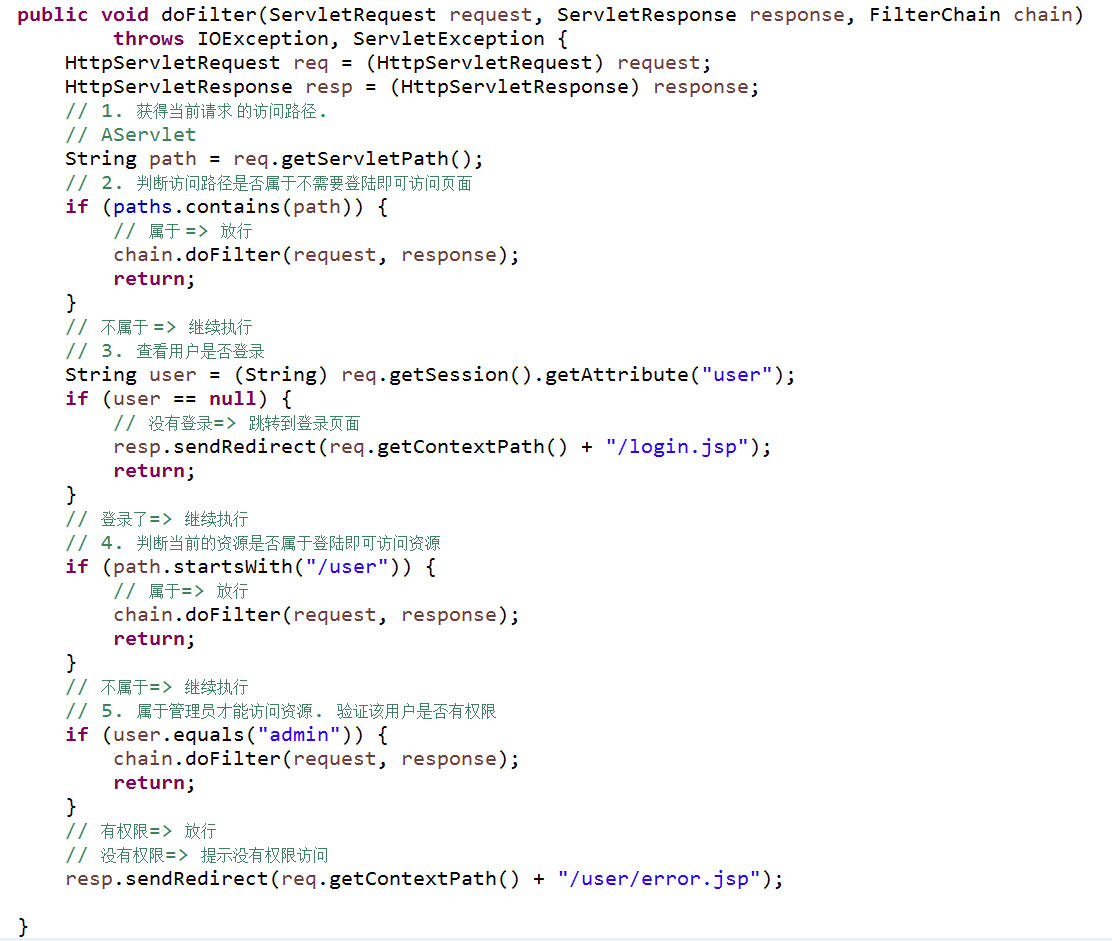 public void doFilter(ServletRequest request, ServletResponse response, FilterChain chain)
        throws IOException, ServletException {
    HttpServletRequest req = (HttpServletRequest) request;
    HttpServletResponse resp = (HttpServletResponse) response;
    // 1. 获得当前请求的访问路径.
    // AServlet
    String path = req.getServletPath();
    // 2. 判断访问路径是否属于不需要登陆即可访问页面
    if (paths.contains(path)) {
        // 属于 => 放行
        chain.doFilter(request, response);
        return;
    }
    // 不属于 => 继续执行
    // 3. 查看用户是否登录
    String user = (String) req.getSession().getAttribute("user");
    if (user == null) {
        // 没有登录=> 跳转到登录页面
        resp.sendRedirect(req.getContextPath() + "/login.jsp");
        return;
    }
    // 登录了=> 继续执行
    // 4. 判断当前的资源是否属于登陆即可访问资源
    if (path.startsWith("/user")) {
        // 属于=> 放行
        chain.doFilter(request, response);
        return;
    }
    // 不属于=> 继续执行
    // 5. 属于管理员才能访问资源. 验证该用户是否有权限
    if (user.equals("admin")) {
        chain.doFilter(request, response);
        return;
    }
    // 有权限=> 放行
    // 没有权限=> 提示没有权限访问
    resp.sendRedirect(req.getContextPath() + "/user/error.jsp");
}